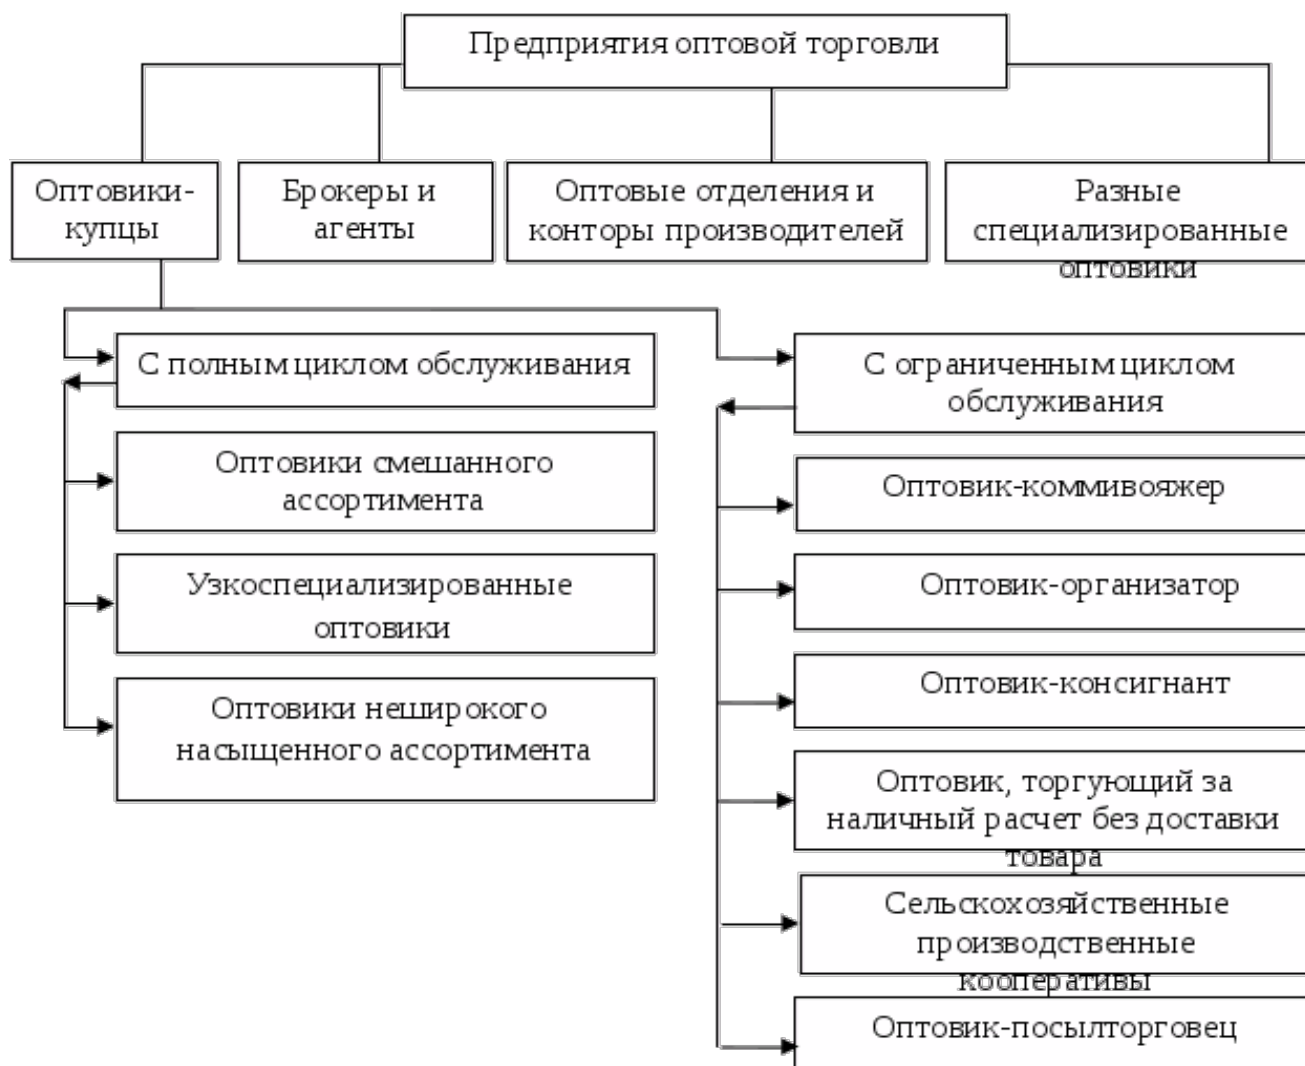 Предприятия оптовой торговли
Оптовики-
купцы
Брокеры и
агенты
Оптовые отделения и
конторы производителей
Разные
специализированные
оптовики
С полным циклом обслуживания
С ограниченным циклом
обслуживания
Оптовики смешанного
ассортимента
Узкоспециализированные
оптовики
Оптовики неширокого
насыщенного ассортимента
Оптовик-коммивояжер
Оптовик-организатор
Оптовик-консигнант
Оптовик, торгующий за
наличный расчет без доставки
товара
Сельскохозяйственные
производственные
кооперативы
Оптовик-посылторговец